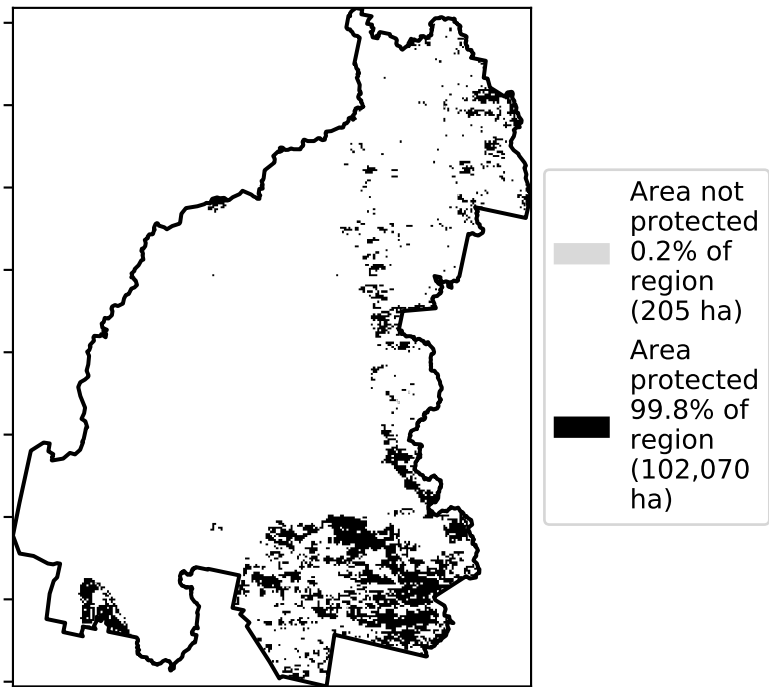 Area not
protected
0.2% of
region
(205 ha)
Area
protected
99.8% of
region
(102,070
ha)